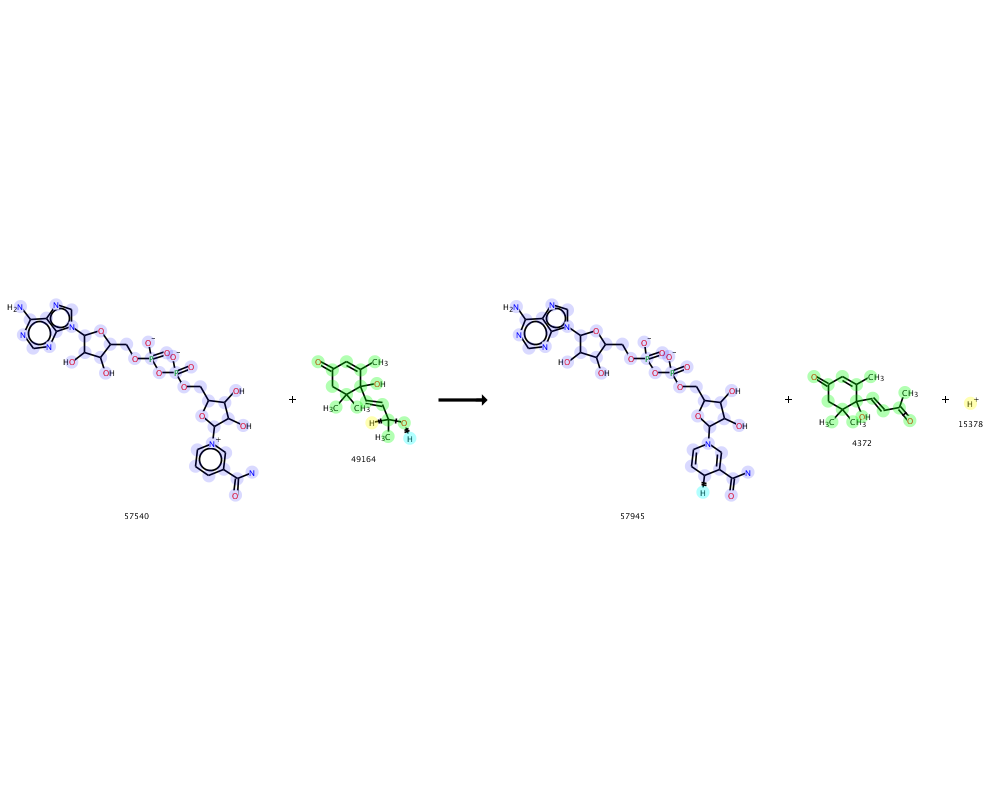 H₂N N N N N O HO OH O O⁻ P O O O⁻ P O O O OH OH N⁺ N O
57540
+
O CH₃ OH H₃C CH₃ H O H₃C H
49164
H₂N N N N N O HO OH O O⁻ P O O O⁻ P O O O OH OH N N H O
57945
+
O CH₃ CH₃ OH H₃C CH₃ O
4372
+
H⁺
15378